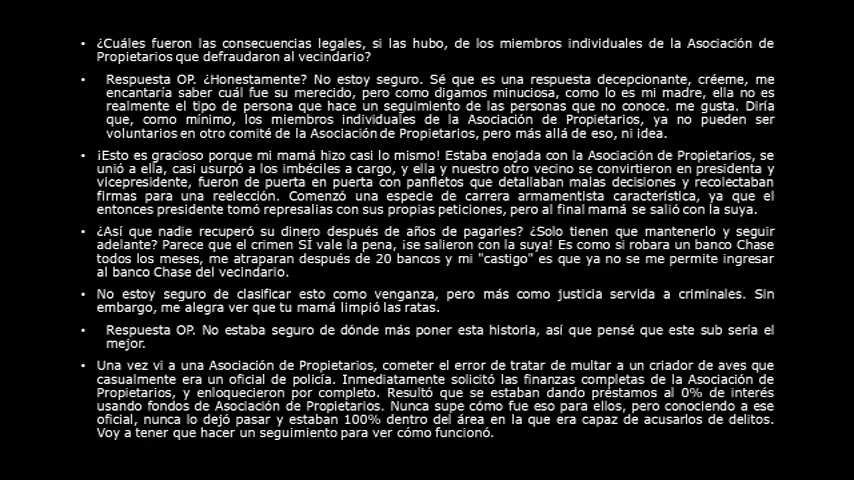 • ¿Cuáles fueron las consecuencias legales, si las hubo, de los miembros individuales de la Asociación de
Propietarios que defraudaron al vecindario?
• Respuesta OP. ¿Honestamente? No estoy seguro. Sé que es una respuesta decepcionante, créeme, me
encantaría saber cuál fue su merecido, pero como digamos minuciosa, como lo es mi madre, ella no es
realmente el tipo de persona que hace un seguimiento de las personas que no conoce. me gusta. Diría
que, como mínimo, los miembros individuales de la Asociación de Propietarios, ya no pueden ser
voluntarios en otro comité de la Asociación de Propietarios, pero más allá de eso, ni idea.
• ¡Esto es gracioso porque mi mamá hizo casi lo mismo! Estaba enojada con la Asociación de Propietarios, se
unió a ella, casi usurpó a los imbéciles a cargo, y ella y nuestro otro vecino se convirtieron en presidenta y
vicepresidente, fueron de puerta en puerta con panfletos que detallaban malas decisiones y recolectaban
firmas para una reelección. Comenzó una especie de carrera armamentista característica, ya que el
entonces presidente tomó represalias con sus propias peticiones, pero al final mamá se salió con la suya.
• ¿Así que nadie recuperó su dinero después de años de pagarles? ¿Solo tienen que mantenerlo y seguir
adelante? Parece que el crimen SÍ vale la pena, ¡se salieron con la suya! Es como si robara un banco Chase
todos los meses, me atraparan después de 20 bancos y mi "castigo" es que ya no se me permite ingresar
al banco Chase del vecindario.
• No estoy seguro de clasificar esto como venganza, pero más como justicia servida a criminales. Sin
embargo, me alegra ver que tu mamá limpió las ratas.
• Respuesta OP. No estaba seguro de dónde más poner esta historia, así que pensé que este sub sería el
mejor.
• Una vez vi a una Asociación de Propietarios, cometer el error de tratar de multar a un criador de aves que
casualmente era un oficial de policía. Inmediatamente solicitó las finanzas completas de la Asociación de
Propietarios, y enloquecieron por completo. Resultó que se estaban dando préstamos al 0% de interés
usando fondos de Asociación de Propietarios. Nunca supe cómo fue eso para ellos, pero conociendo a ese
oficial, nunca lo dejó pasar y estaban 100% dentro del área en la que era capaz de acusarlos de delitos.
Voy a tener que hacer un seguimiento para ver cómo funcionó.